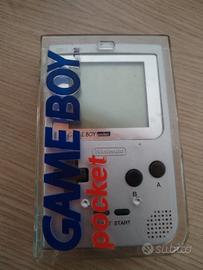 GAME BOY
pocket
GAME BOY pocket
Nintendo
B
A
START
subito